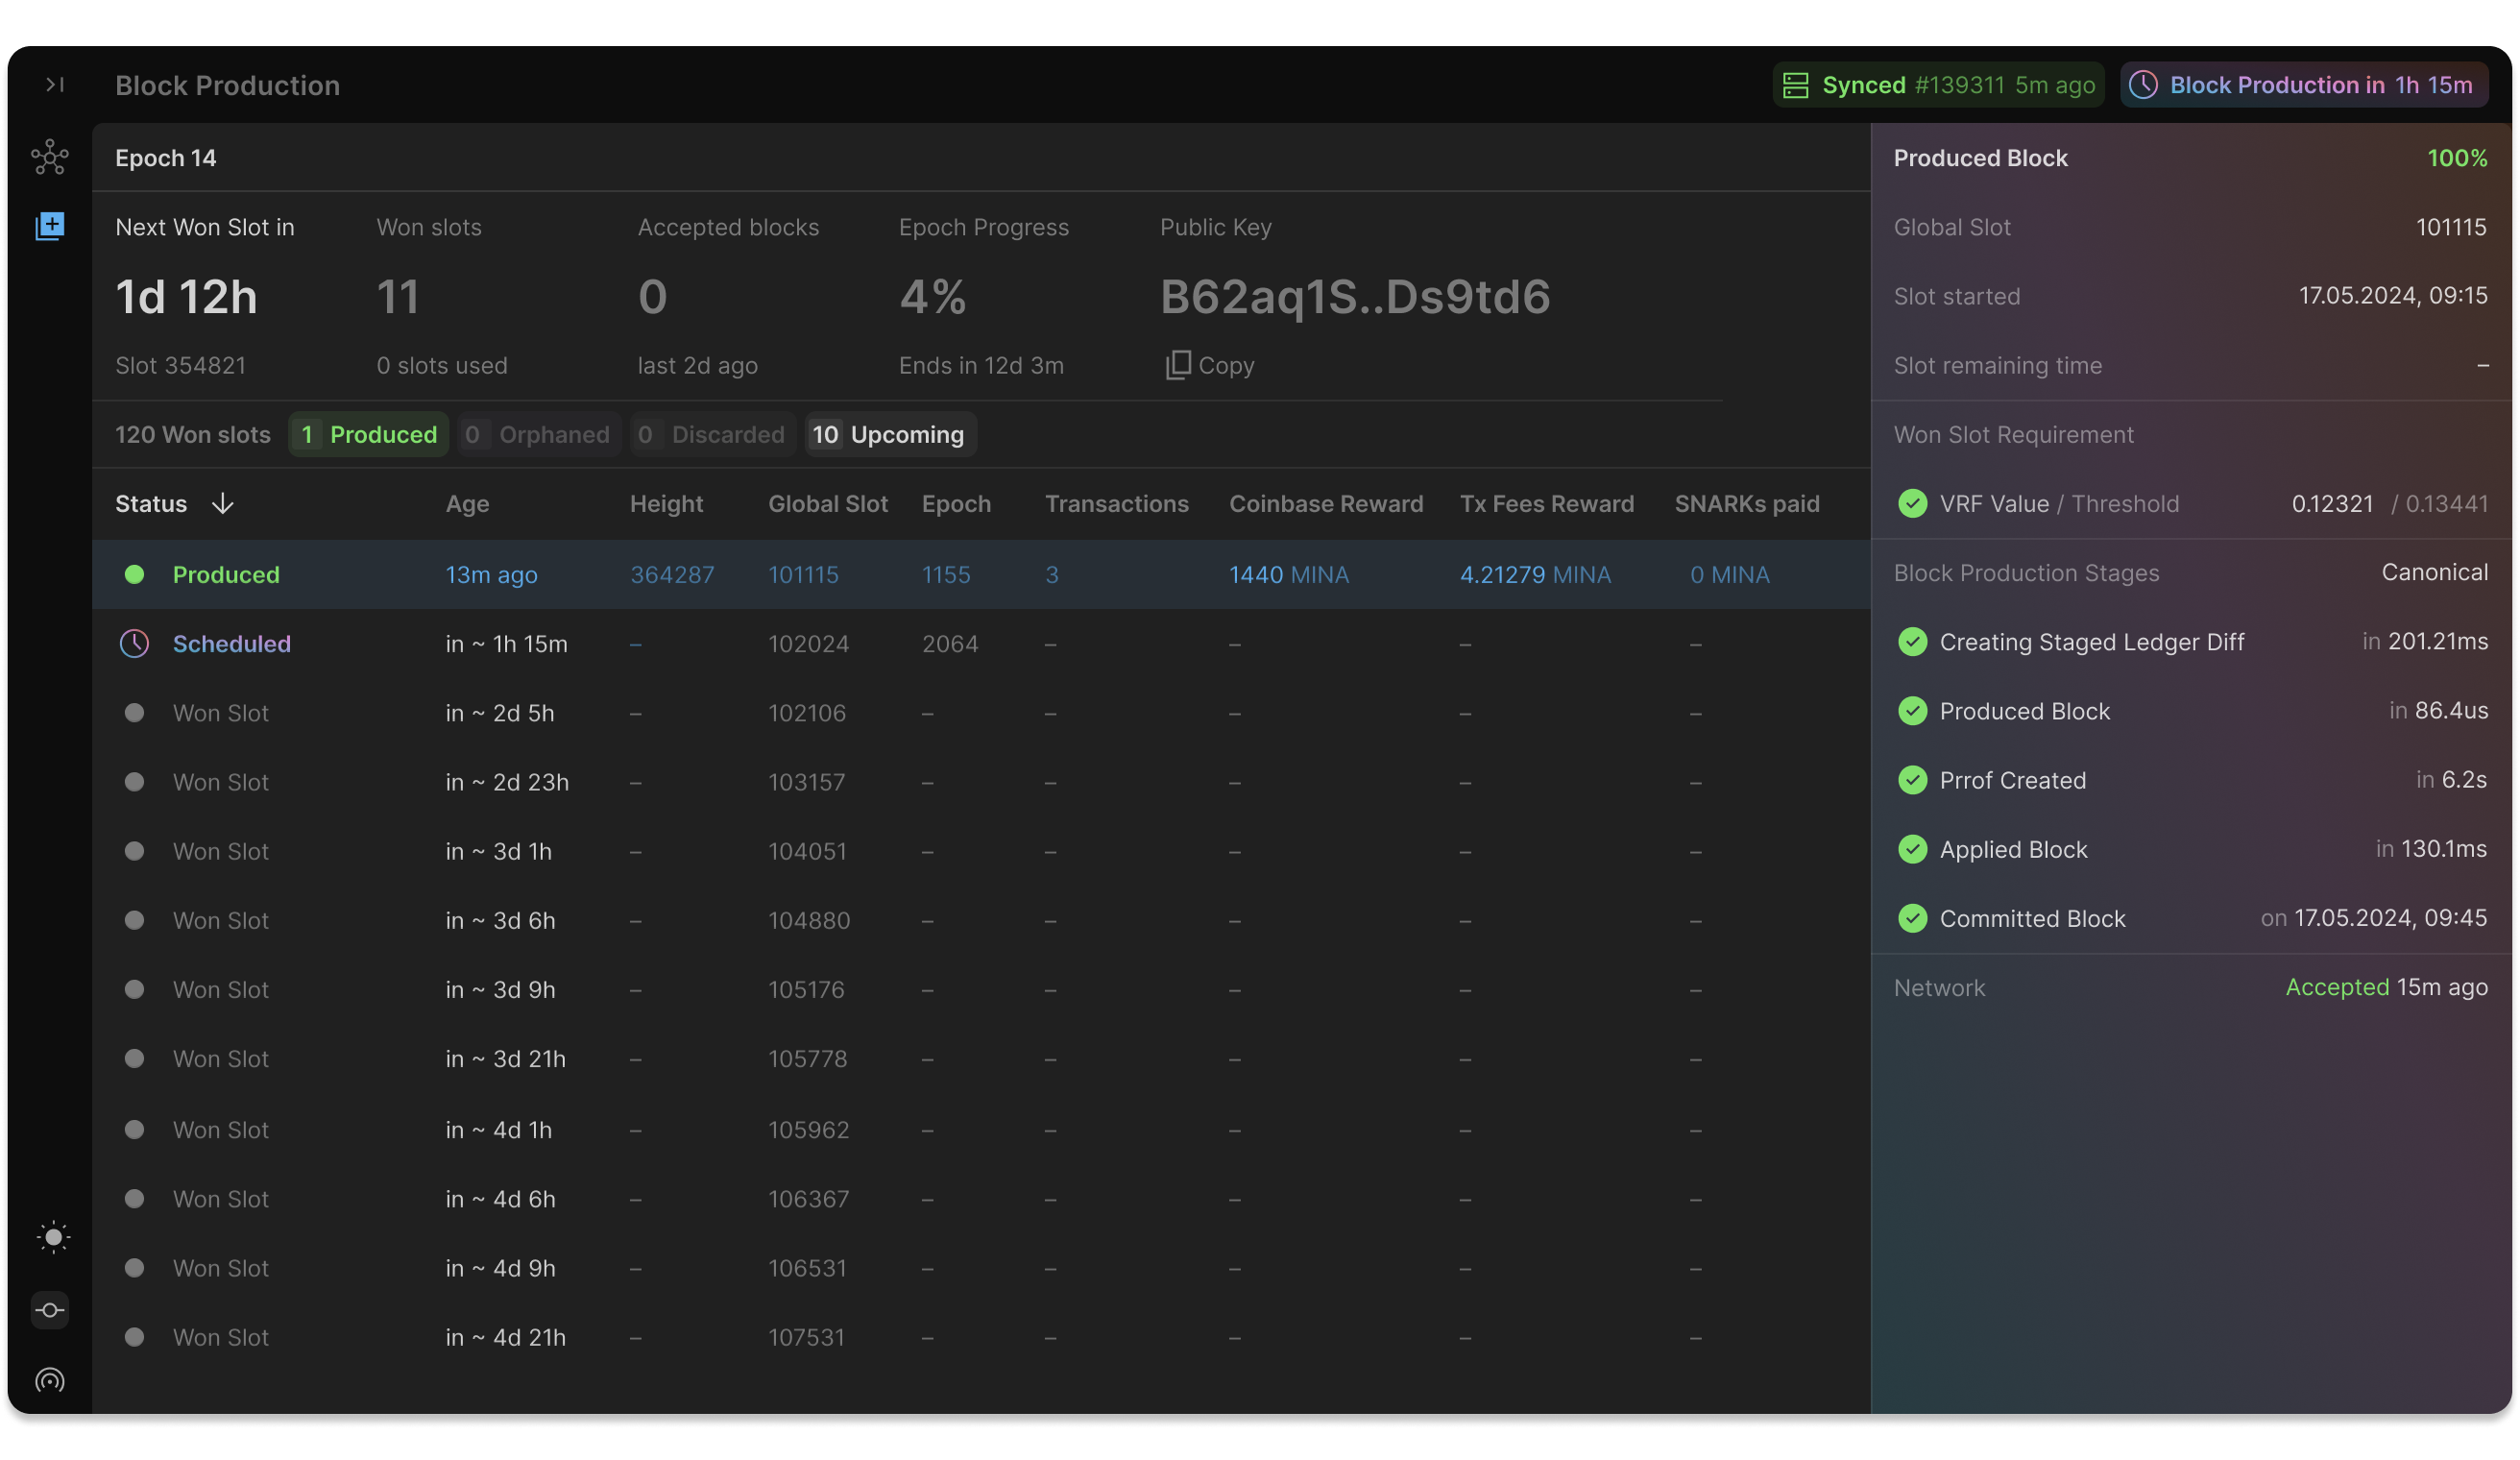 Block Production
Synced #139311 5m ago
Block Production in 1h 15m
Epoch 14
Next Won Slot in Won slots Accepted blocks Epoch Progress Public Key
1d 12h 11 0 4% B62aq1S..Ds9td6
Slot 354821 0 slots used last 2d ago Ends in 12d 3m Copy
120 Won slots 1 Produced 0 Orphaned 0 Discarded 10 Upcoming
Status Age Height Global Slot Epoch Transactions Coinbase Reward Tx Fees Reward SNARKs paid
Produced 13m ago 364287 101115 1155 3 1440 MINA 4.21279 MINA 0 MINA
Scheduled in ~ 1h 15m – 102024 2064 – – – –
Won Slot in ~ 2d 5h – 102106 – – – – –
Won Slot in ~ 2d 23h – 103157 – – – – –
Won Slot in ~ 3d 1h – 104051 – – – – –
Won Slot in ~ 3d 6h – 104880 – – – – –
Won Slot in ~ 3d 9h – 105176 – – – – –
Won Slot in ~ 3d 21h – 105778 – – – – –
Won Slot in ~ 4d 1h – 105962 – – – – –
Won Slot in ~ 4d 6h – 106367 – – – – –
Won Slot in ~ 4d 9h – 106531 – – – – –
Won Slot in ~ 4d 21h – 107531 – – – – –
Produced Block 100%
Global Slot 101115
Slot started 17.05.2024, 09:15
Slot remaining time –
Won Slot Requirement
VRF Value / Threshold 0.12321 / 0.13441
Block Production Stages Canonical
Creating Staged Ledger Diff in 201.21ms
Produced Block in 86.4us
Prrof Created in 6.2s
Applied Block in 130.1ms
Committed Block on 17.05.2024, 09:45
Network Accepted 15m ago